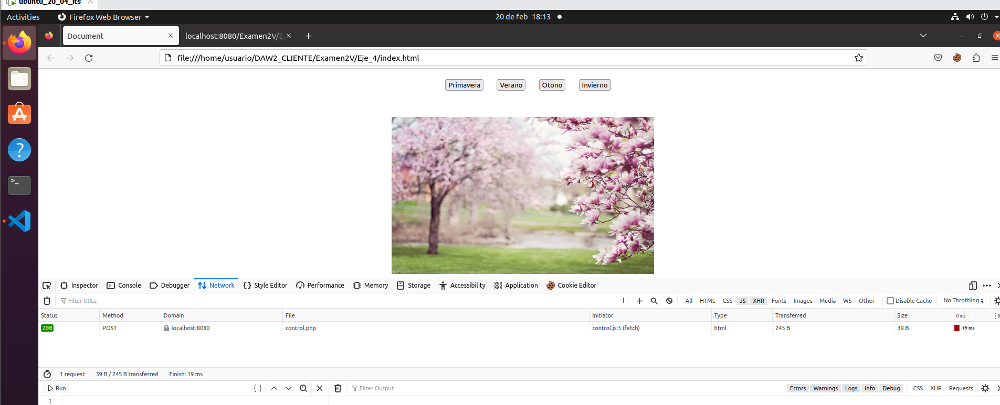 ubuntu_20_04_lts
Activities Firefox Web Browser 20 de feb 18:13
Document localhost:8080/Examen2V/Ej
file:///home/usuario/DAW2_CLIENTE/Examen2V/Eje_4/index.html
Primavera Verano Otoño Invierno
Inspector Console Debugger Network Style Editor Performance Memory Storage Accessibility Application Cookie Editor
Filter URLs All HTML CSS JS XHR Fonts Images Media WS Other Disable Cache No Throttling
Status Method Domain File Initiator Type Transferred Size 0 ms 8
200 POST localhost:8080 control.php control.js:5 (fetch) html 245 B 39 B 19 ms
1 request 39 B / 245 B transferred Finish: 19 ms
Run { } Filter Output Errors Warnings Logs Info Debug CSS XHR Requests
1